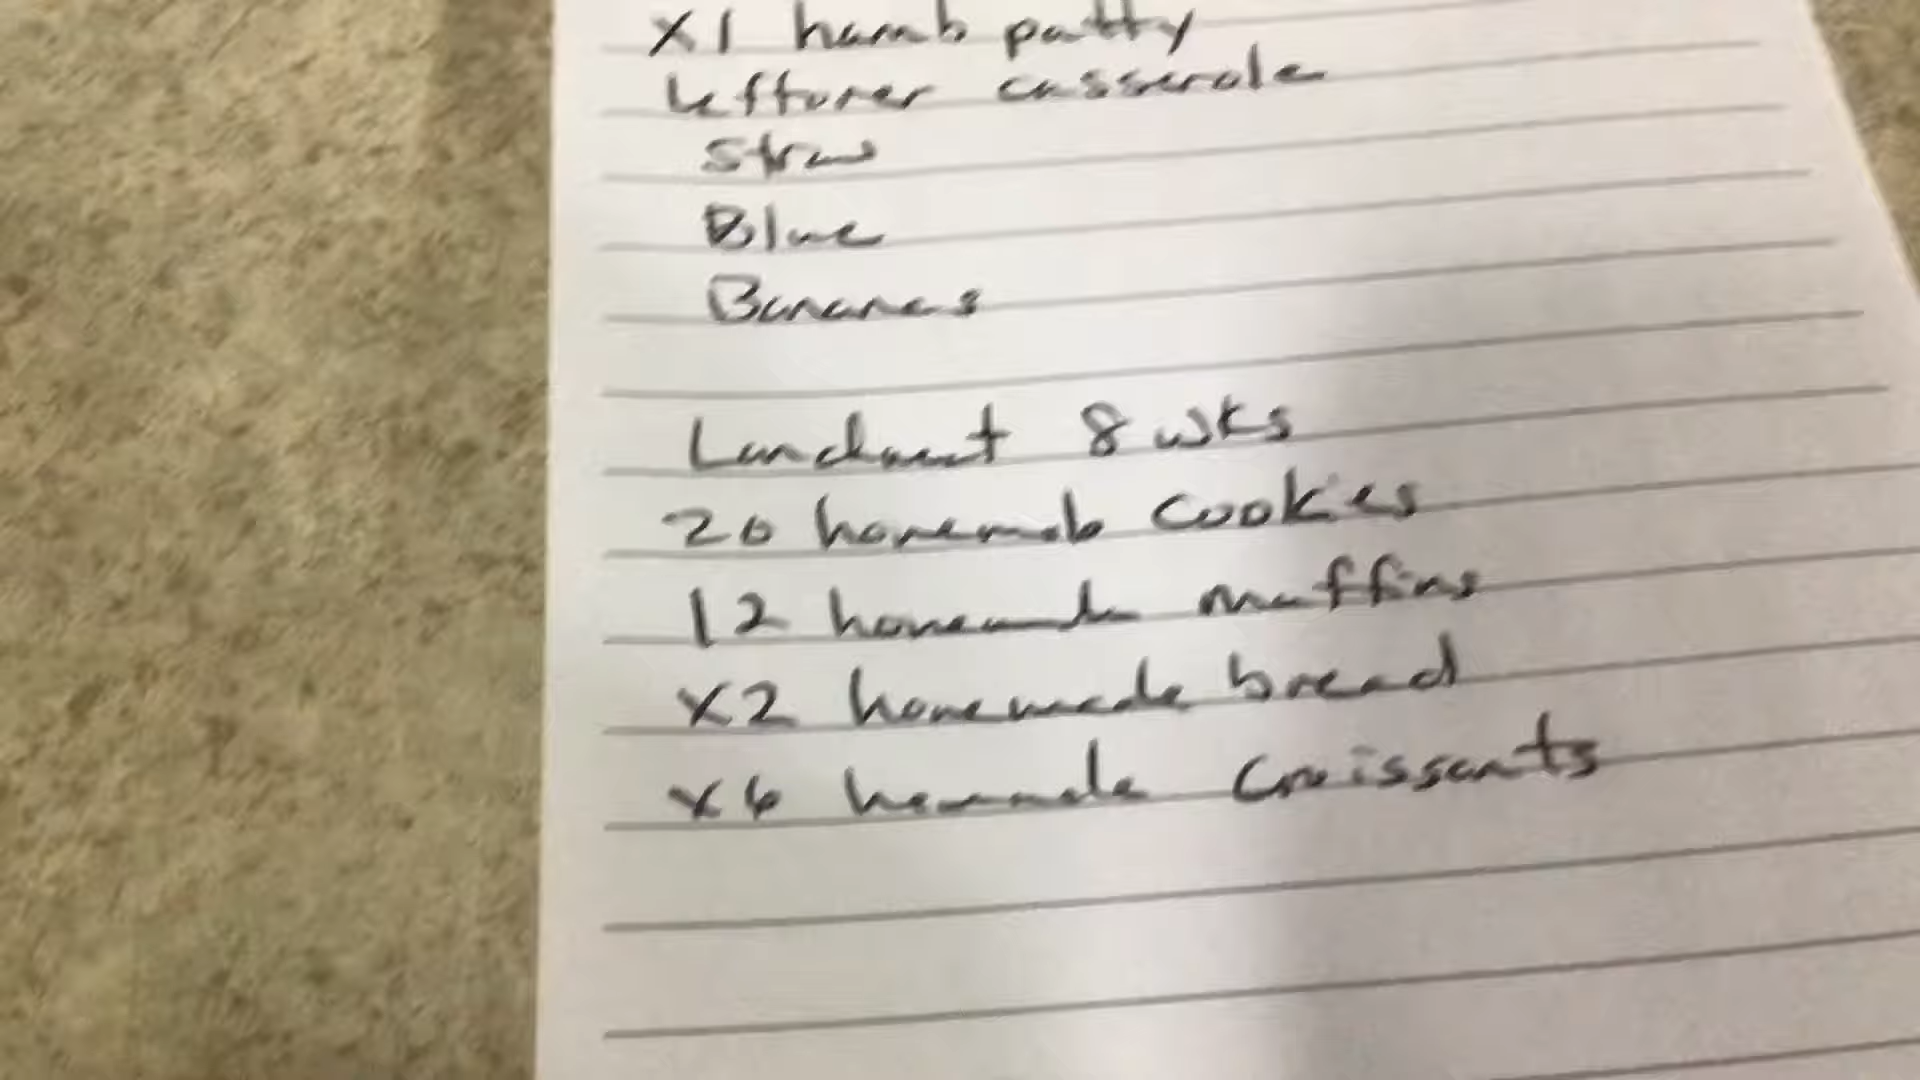 x1 hamb patty
Leftover casserole
Straw
Blue
Bananas
Lunchmeat 8 wks
20 homemade cookies
12 homemade muffins
x2 homemade bread
x6 homemade Croissants